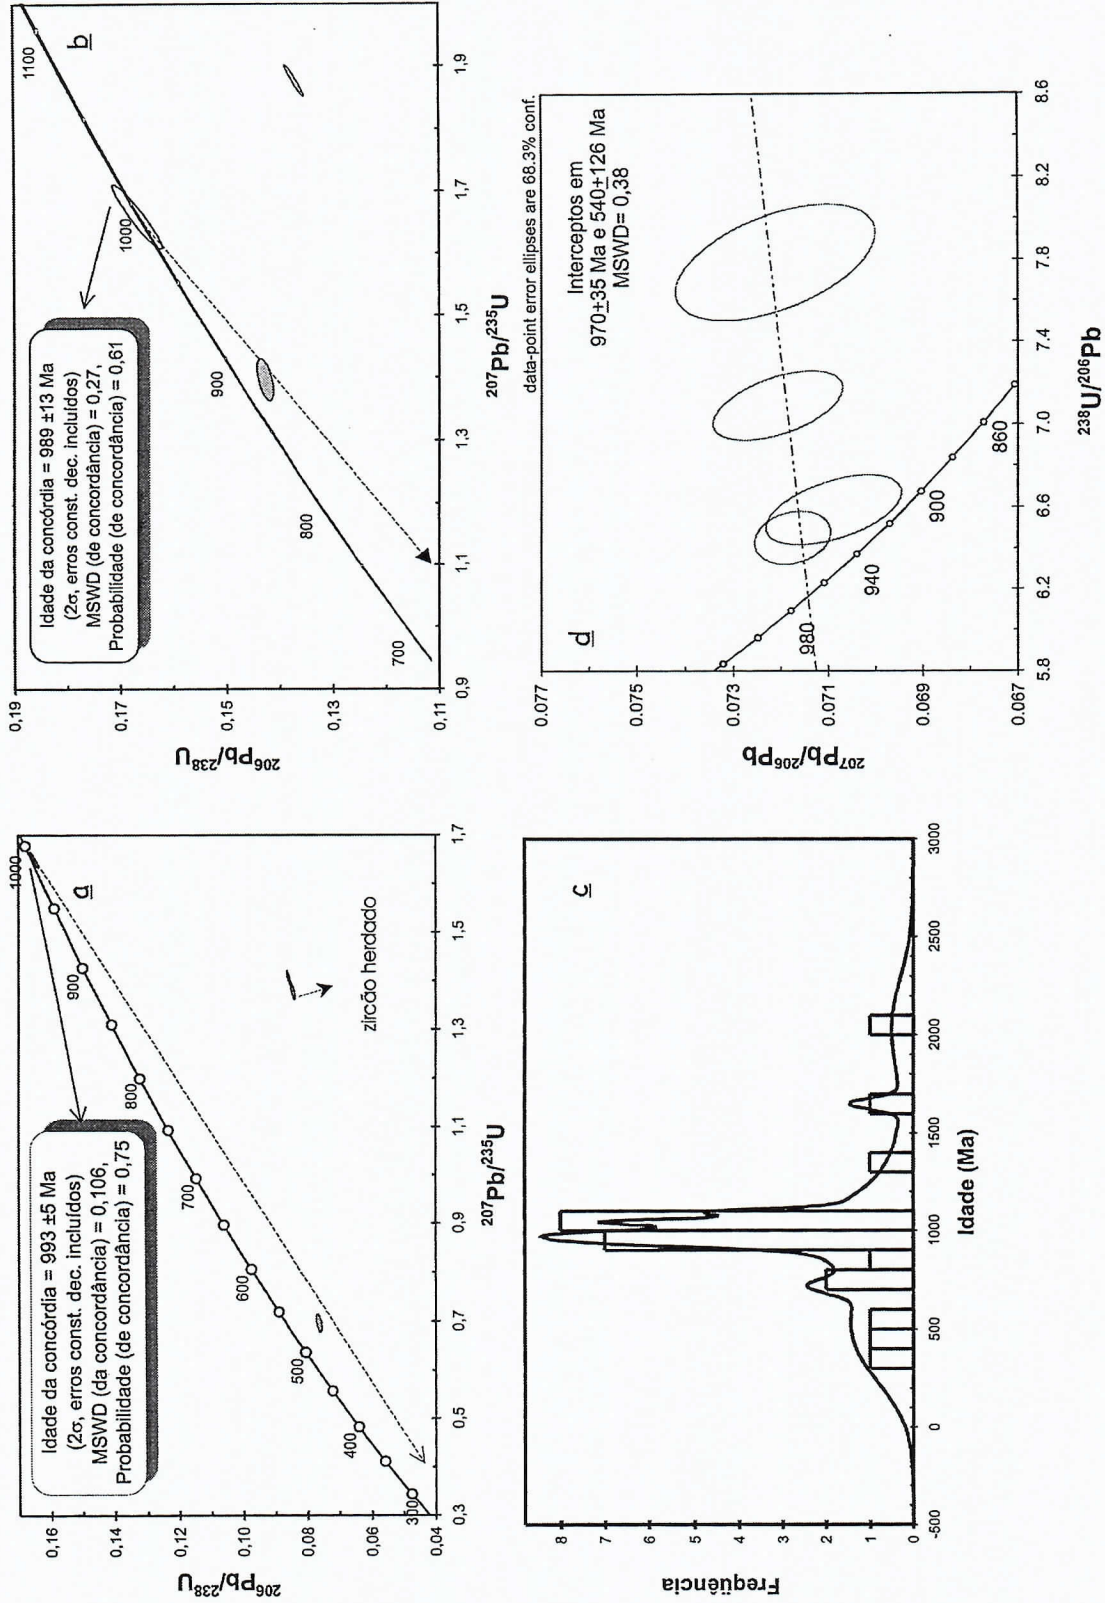 a
Idade da concórdia = 993 ±5 Ma
(2σ, erros const. dec. incluídos)
MSWD (da concordância) = 0,106,
Probabilidade (de concordância) = 0,75
206Pb/238U
0,16
0,14
0,12
0,10
0,08
0,06
0,04
300
400
500
600
700
800
900
1000
zircão herdado
0,3
0,5
0,7
0,9
1,1
1,3
1,5
1,7
207Pb/235U
b
Idade da concórdia = 989 ±13 Ma
(2σ, erros const. dec. incluídos)
MSWD (de concordância) = 0,27,
Probabilidade (de concordância) = 0,61
206Pb/238U
0,19
0,17
0,15
0,13
0,11
700
800
900
1000
1100
0,9
1,1
1,3
1,5
1,7
1,9
207Pb/235U
c
Freqüência
8
7
6
5
4
3
2
1
0
-500
0
500
1000
1500
2000
2500
3000
Idade (Ma)
data-point error ellipses are 68.3% conf.
d
Interceptos em
970±35 Ma e 540±126 Ma
MSWD= 0,38
207Pb/206Pb
0.077
0.075
0.073
0.071
0.069
0.067
980
940
900
860
5.8
6.2
6.6
7.0
7.4
7.8
8.2
8.6
238U/206Pb